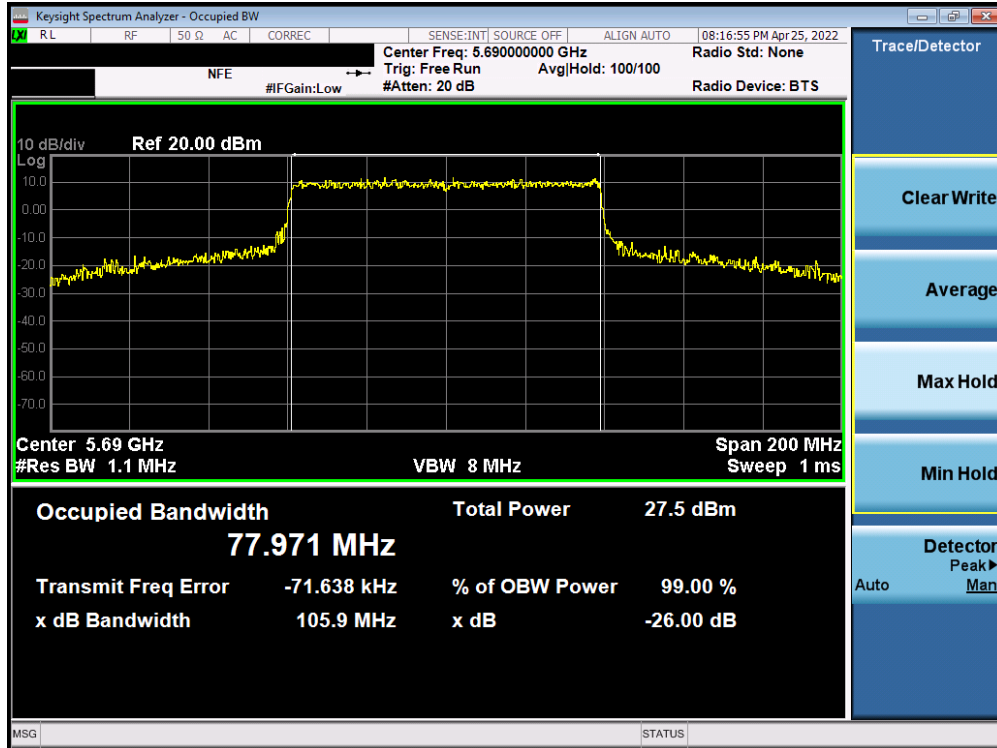 Keysight Spectrum Analyzer - Occupied BW
LXI RL RF 50 Ω AC CORREC SENSE:INT SOURCE OFF ALIGN AUTO 08:16:55 PM Apr 25, 2022
Center Freq: 5.690000000 GHz Radio Std: None
NFE Trig: Free Run Avg|Hold: 100/100
#IFGain:Low #Atten: 20 dB Radio Device: BTS
10 dB/div Ref 20.00 dBm
Log
10.0
0.00
-10.0
-20.0
-30.0
-40.0
-50.0
-60.0
-70.0
Center 5.69 GHz Span 200 MHz
#Res BW 1.1 MHz VBW 8 MHz Sweep 1 ms
Occupied Bandwidth Total Power 27.5 dBm
77.971 MHz
Transmit Freq Error -71.638 kHz % of OBW Power 99.00 %
x dB Bandwidth 105.9 MHz x dB -26.00 dB
Trace/Detector
Clear Write
Average
Max Hold
Min Hold
Detector
Peak
Auto Man
MSG STATUS